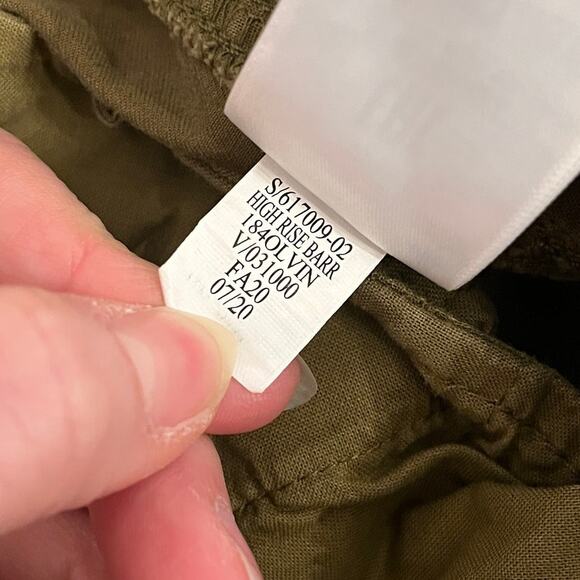 S/617009-02
HIGH RISE BARR
184OLVIN
V/031000
FA20
07/20